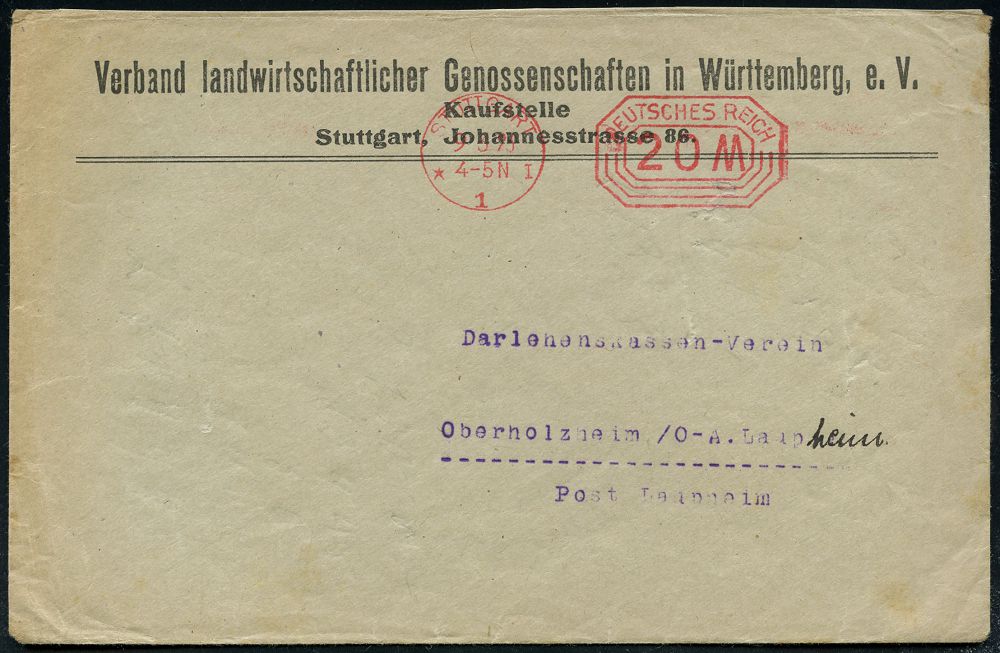 Verband landwirtschaftlicher Genossenschaften in Württemberg, e. V.
Kaufstelle
Stuttgart, Johannesstrasse 86.
STUTTGART
4-5N I
1
DEUTSCHES REICH
20 M
Darlehenskassen-Verein
Oberholzheim /O-A.Laupheim
Post Laupheim